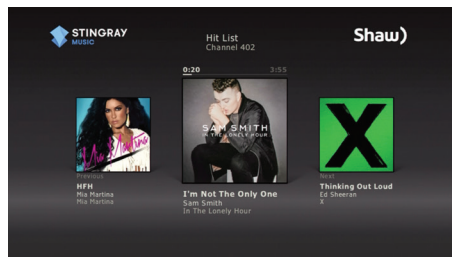 STINGRAY
MUSIC
Hit List
Channel 402
Shaw)
0:20 3:55
Mia Martina
SAM SMITH
IN THE LONELY HOUR
X
Previous
HFH
Mia Martina
Mia Martina
I'm Not The Only One
Sam Smith
In The Lonely Hour
Next
Thinking Out Loud
Ed Sheeran
X